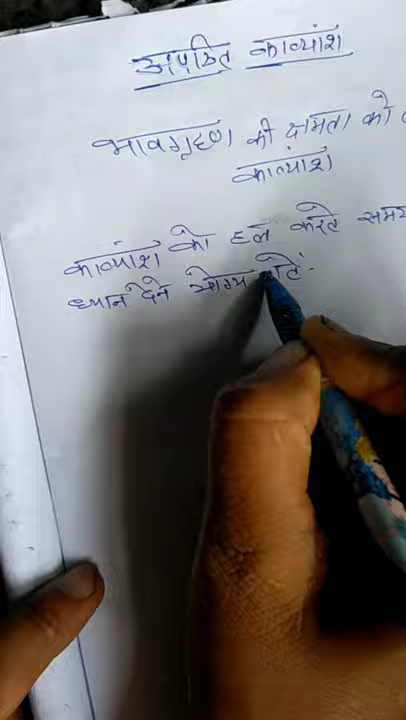 अपठित काव्यांश
भावग्रहण की क्षमता को
काव्यांश
काव्यांश को हल करते समय
ध्यान देने योग्य